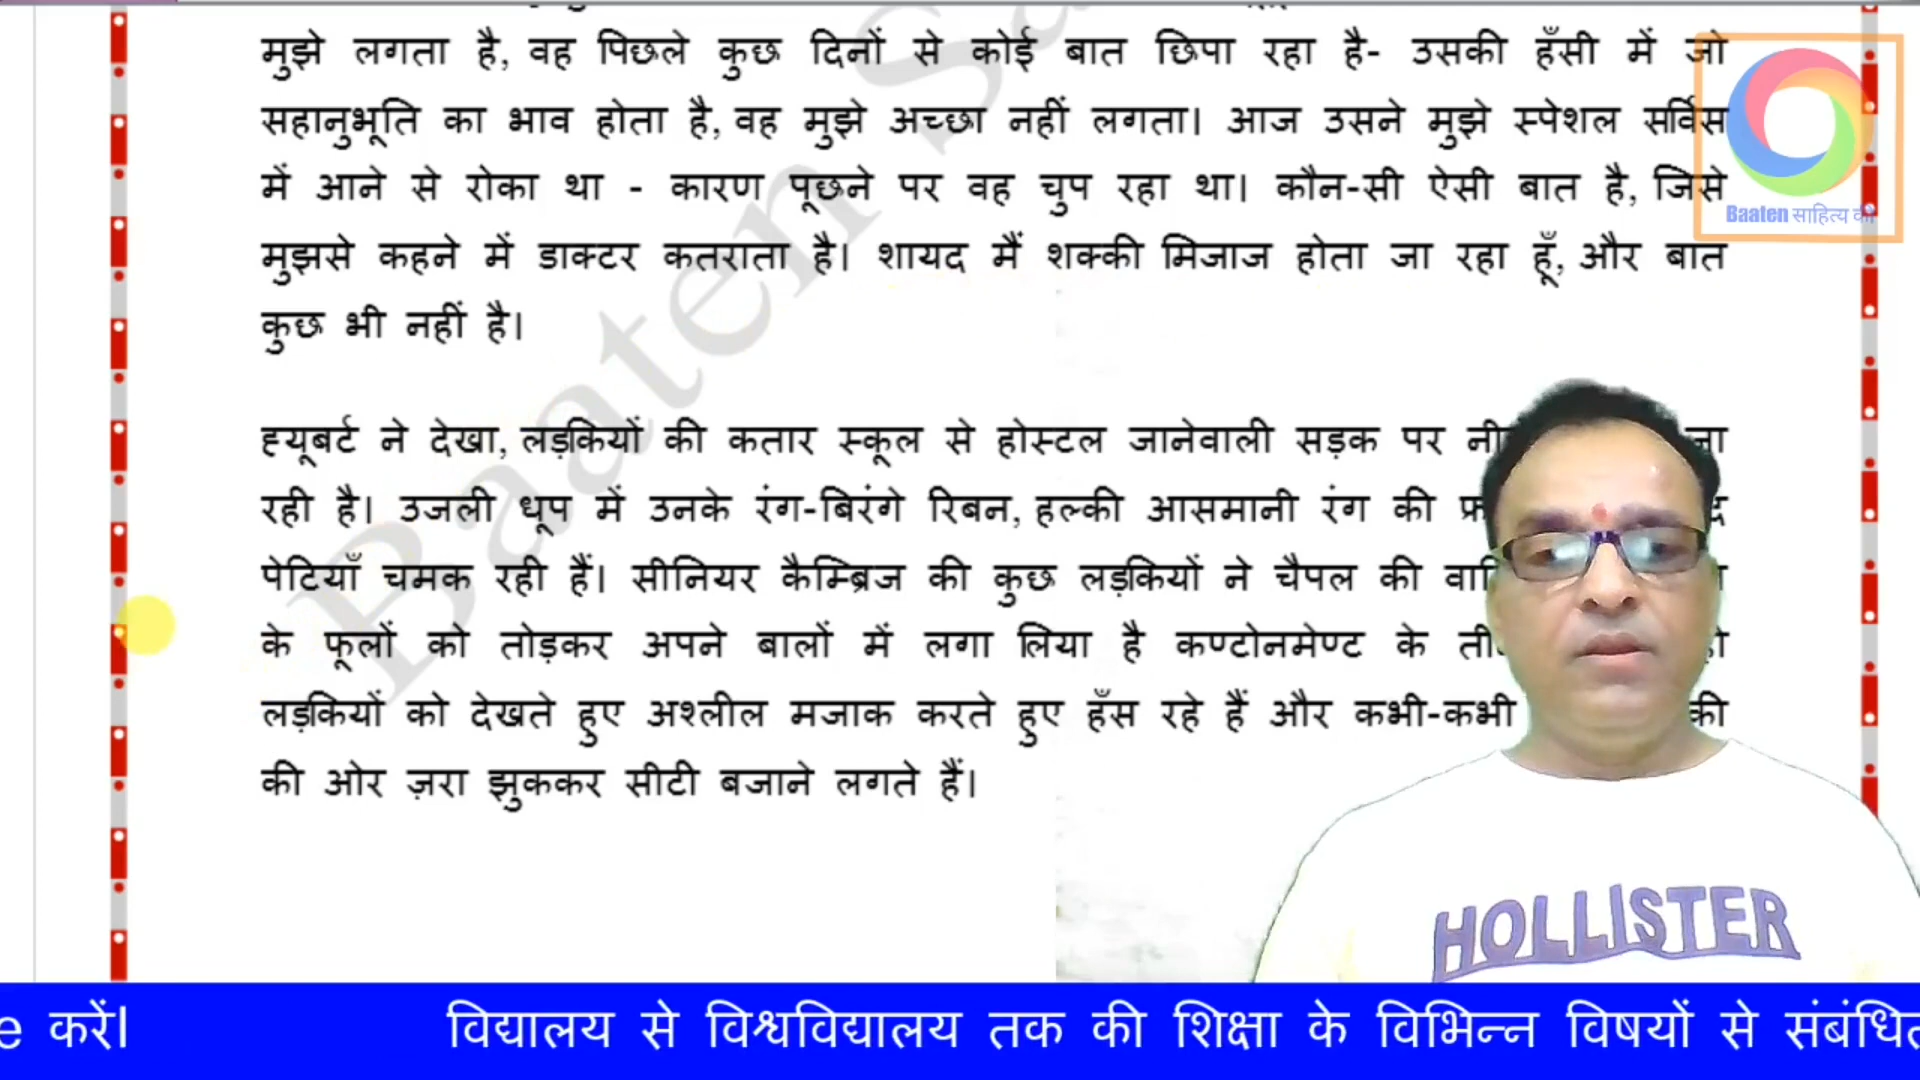 मुझे लगता है, वह पिछले कुछ दिनों से कोई बात छिपा रहा है- उसकी हँसी में जो
सहानुभूति का भाव होता है, वह मुझे अच्छा नहीं लगता। आज उसने मुझे स्पेशल सर्विस
में आने से रोका था - कारण पूछने पर वह चुप रहा था। कौन-सी ऐसी बात है, जिसे
मुझसे कहने में डाक्टर कतराता है। शायद मैं शक्की मिजाज होता जा रहा हूँ, और बात
कुछ भी नहीं है।
ह्यूबर्ट ने देखा, लड़कियों की कतार स्कूल से होस्टल जानेवाली सड़क पर
रही है। उजली धूप में उनके रंग-बिरंगे रिबन, हल्की आसमानी रंग की
पेटियाँ चमक रही हैं। सीनियर कैम्ब्रिज की कुछ लड़कियों ने चैपल की
के फूलों को तोड़कर अपने बालों में लगा लिया है कण्टोनमेण्ट के
लड़कियों को देखते हुए अश्लील मजाक करते हुए हँस रहे हैं और कभी-कभी की
की ओर ज़रा झुककर सीटी बजाने लगते हैं।
Baaten साहित्य की
Baaten Sa
HOLLISTER
e करें। विद्यालय से विश्वविद्यालय तक की शिक्षा के विभिन्न विषयों से संबंधित